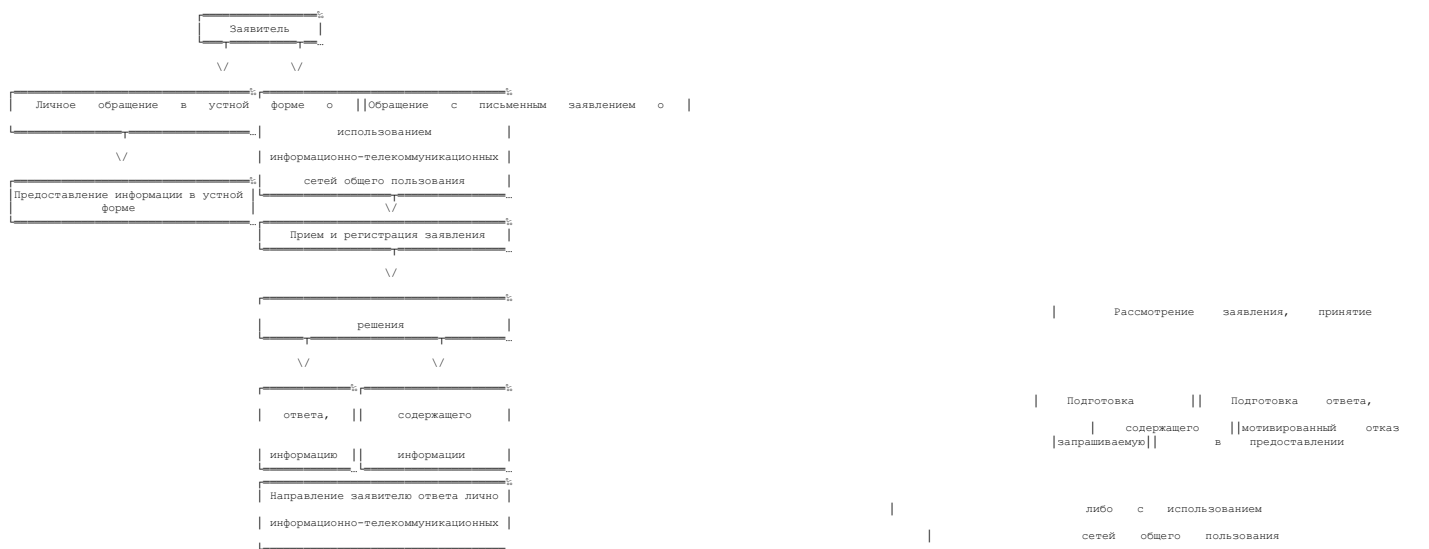 Заявитель
\/ \/
Личное обращение в устной форме о ||Обращение с письменным заявлением о |
использованием
\/ | информационно-телекоммуникационных |
сетей общего пользования
|Предоставление информации в устной |
форме
\/
Прием и регистрация заявления
\/
| Рассмотрение заявления, принятие
решения
\/ \/
| Подготовка || Подготовка ответа,
| ответа, || содержащего |
| содержащего ||мотивированный отказ
|запрашиваемую|| в предоставлении
| информацию || информации |
| Направление заявителю ответа лично |
| либо с использованием
| информационно-телекоммуникационных |
| сетей общего пользования